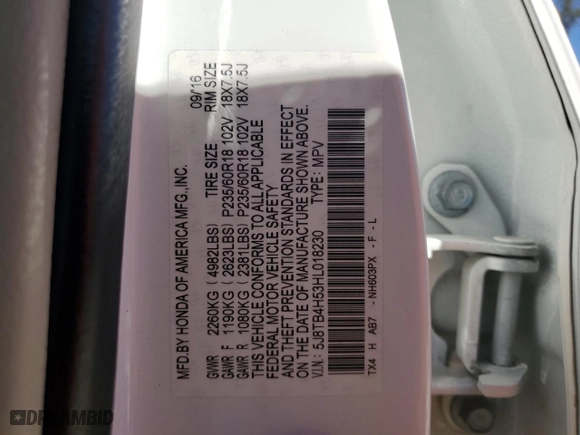 MFD.BY HONDA OF AMERICA MFG.,INC. 09/16
TIRE SIZE RIM SIZE
GVWR 2260KG ( 4982LBS)
GAWR F 1190KG ( 2623LBS) P235/60R18 102V 18X7.5J
GAWR R 1080KG ( 2381LBS) P235/60R18 102V 18X7.5J
THIS VEHICLE CONFORMS TO ALL APPLICABLE
FEDERAL MOTOR VEHICLE SAFETY
AND THEFT PREVENTION STANDARDS IN EFFECT
ON THE DATE OF MANUFACTURE SHOWN ABOVE.
V.I.N.: 5J8TB4H53HL018230 TYPE: MPV
TX4 H AB7 - NH603PX - F - L
DREAMBID